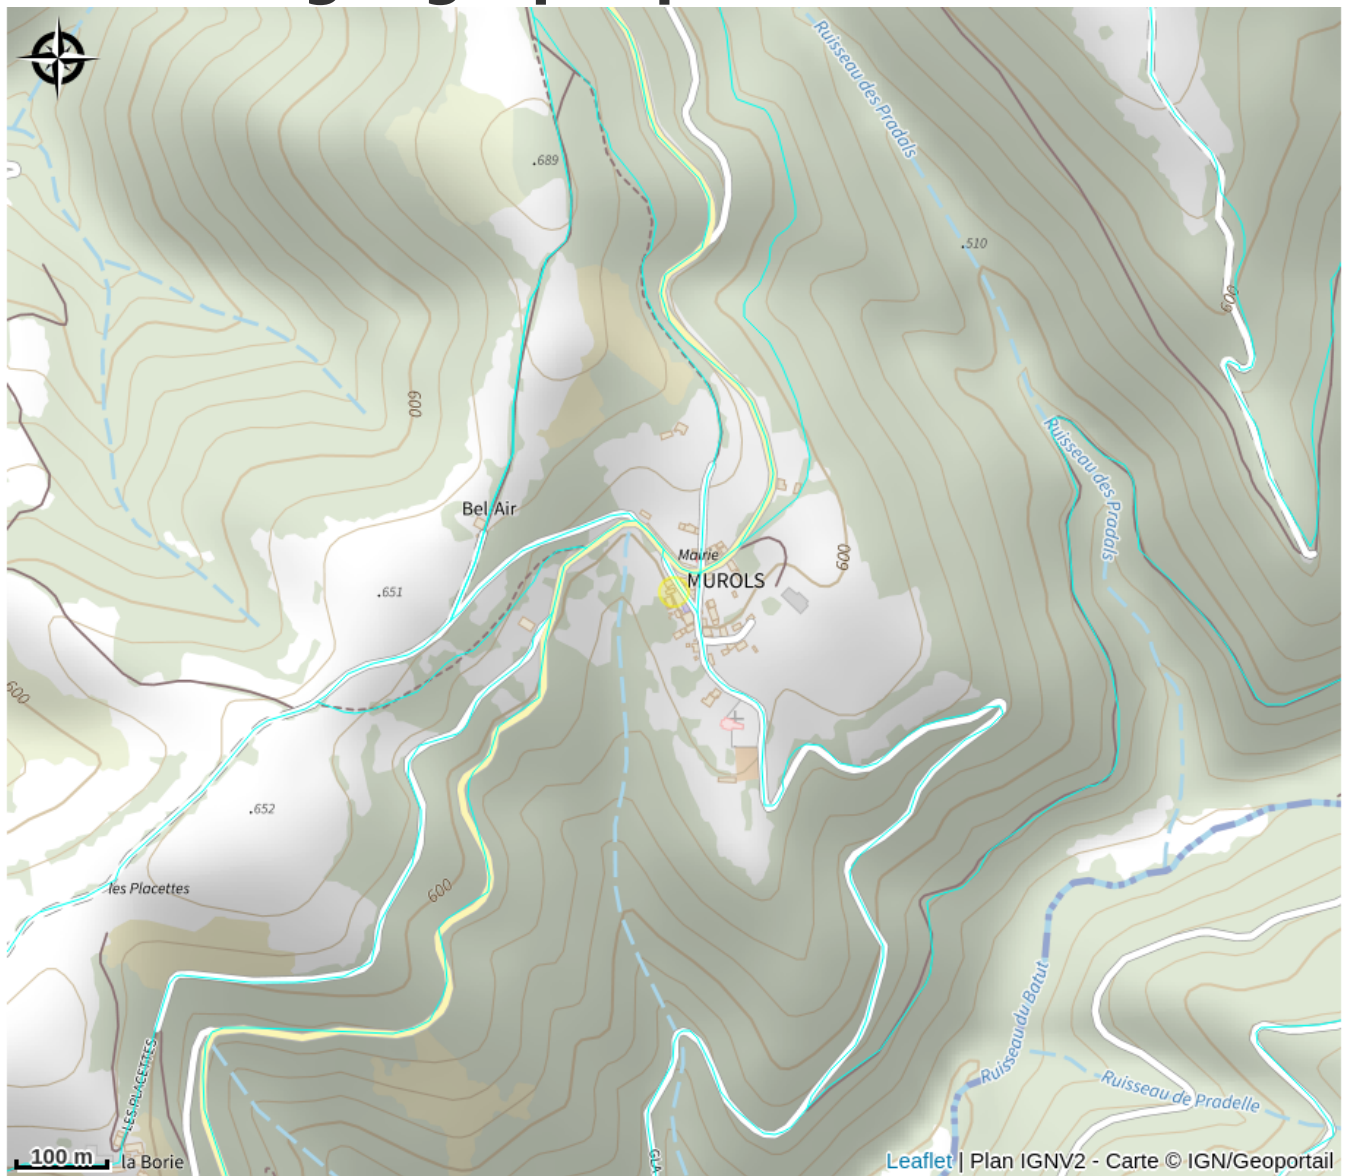 Ruisseau des Pradals
.689
.510
600
600
Ruisseau des Pradals
Bel Air
Mairie
600
MUROLS
.651
600
.652
les Placettes
600
Ruisseau du Batut
Ruisseau de Pradelle
LES PLACETTES
GLA
100 m
la Borie
Leaflet | Plan IGNV2 - Carte © IGN/Geoportail